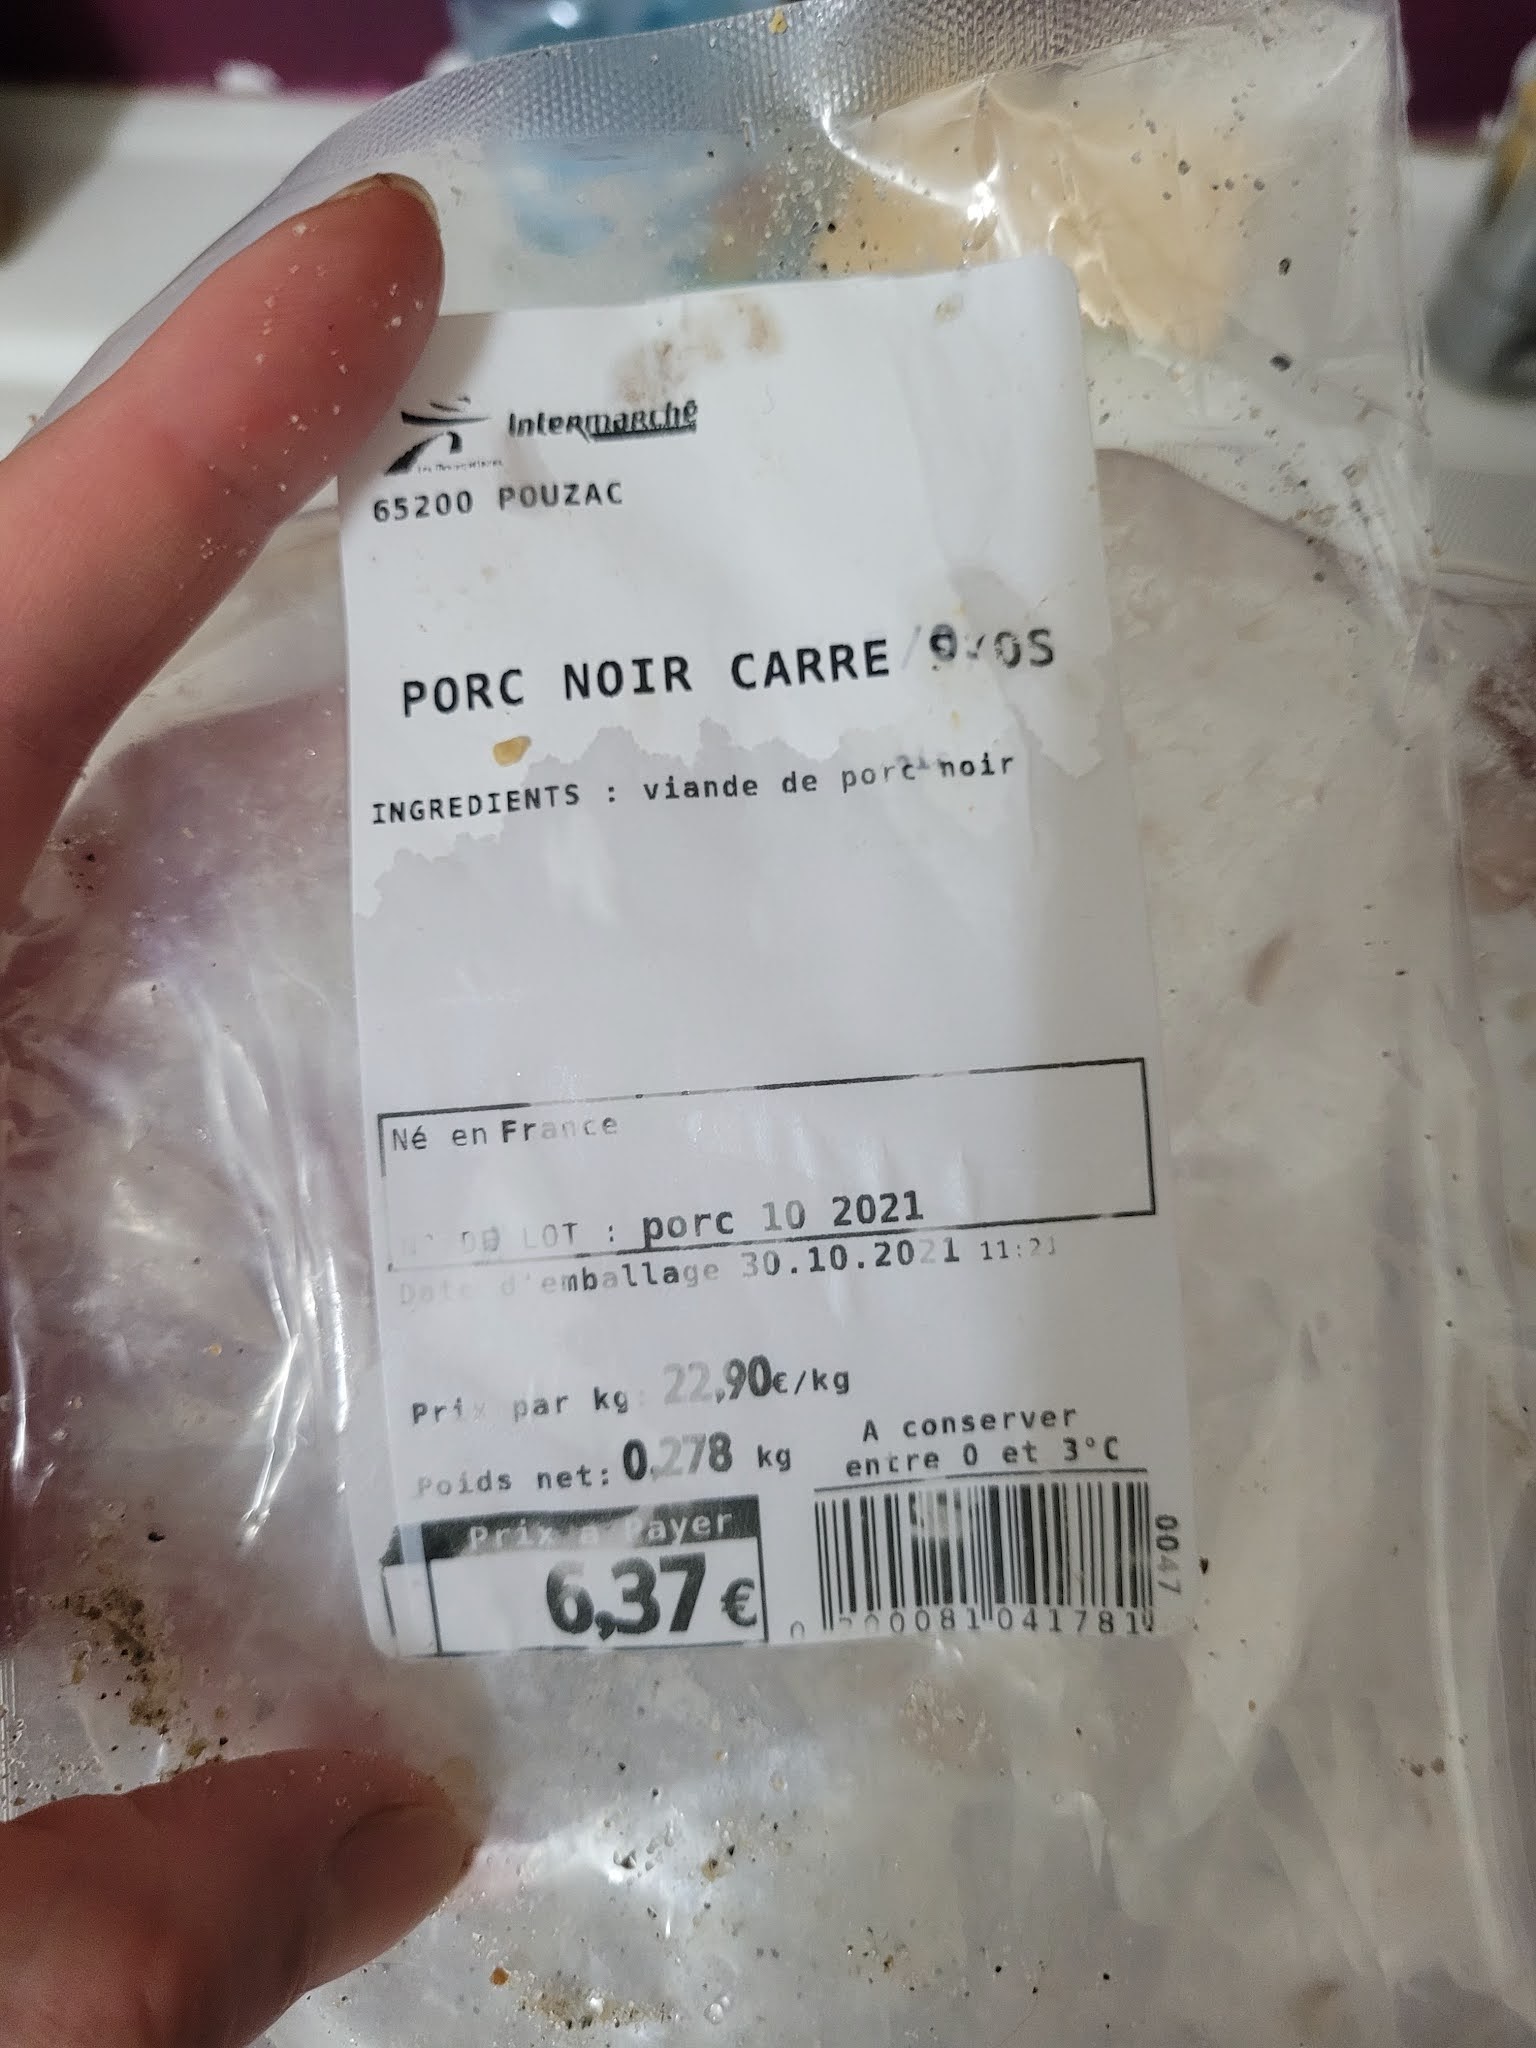 Intermarché
65200 POUZAC
PORC NOIR CARRE
INGREDIENTS : viande de porc noir
Né en France
DE LOT : porc 10 2021
Date d'emballage 30.10.2021
Prix par kg: 22,90€/kg
Poids net: 0,278 kg
A conserver
entre 0 et 3°C
Prix a Payer
6,37 €
0047